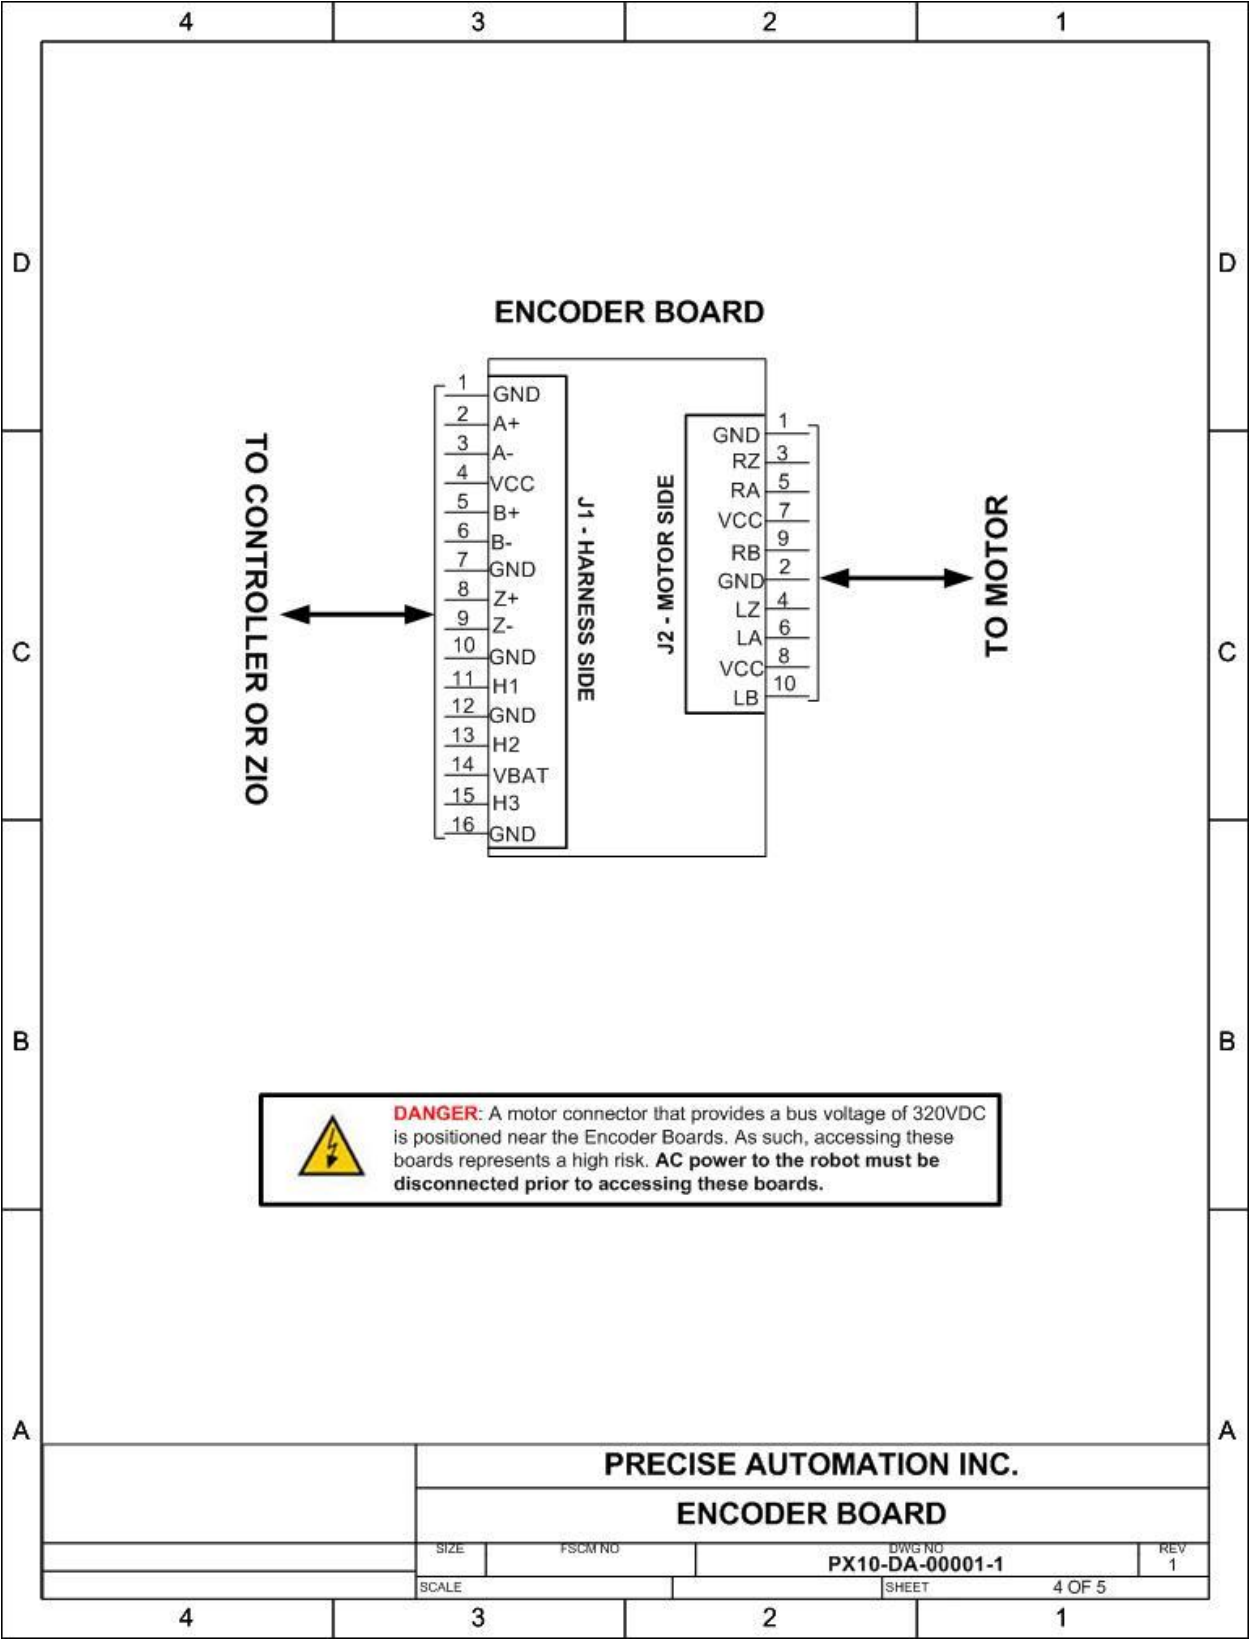 4 3 2 1
D D
ENCODER BOARD
1 GND
2 A+
3 A-
4 VCC
5 B+
6 B-
7 GND
8 Z+
9 Z-
10 GND
11 H1
12 GND
13 H2
14 VBAT
15 H3
16 GND
TO CONTROLLER OR ZIO
J1 - HARNESS SIDE
J2 - MOTOR SIDE
GND 1
RZ 3
RA 5
VCC 7
RB 9
GND 2
LZ 4
LA 6
VCC 8
LB 10
TO MOTOR
C C
B B
DANGER: A motor connector that provides a bus voltage of 320VDC
is positioned near the Encoder Boards. As such, accessing these
boards represents a high risk. AC power to the robot must be
disconnected prior to accessing these boards.
A A
PRECISE AUTOMATION INC.
ENCODER BOARD
SIZE FSCM NO DWG NO REV
PX10-DA-00001-1 1
SCALE SHEET 4 OF 5
4 3 2 1